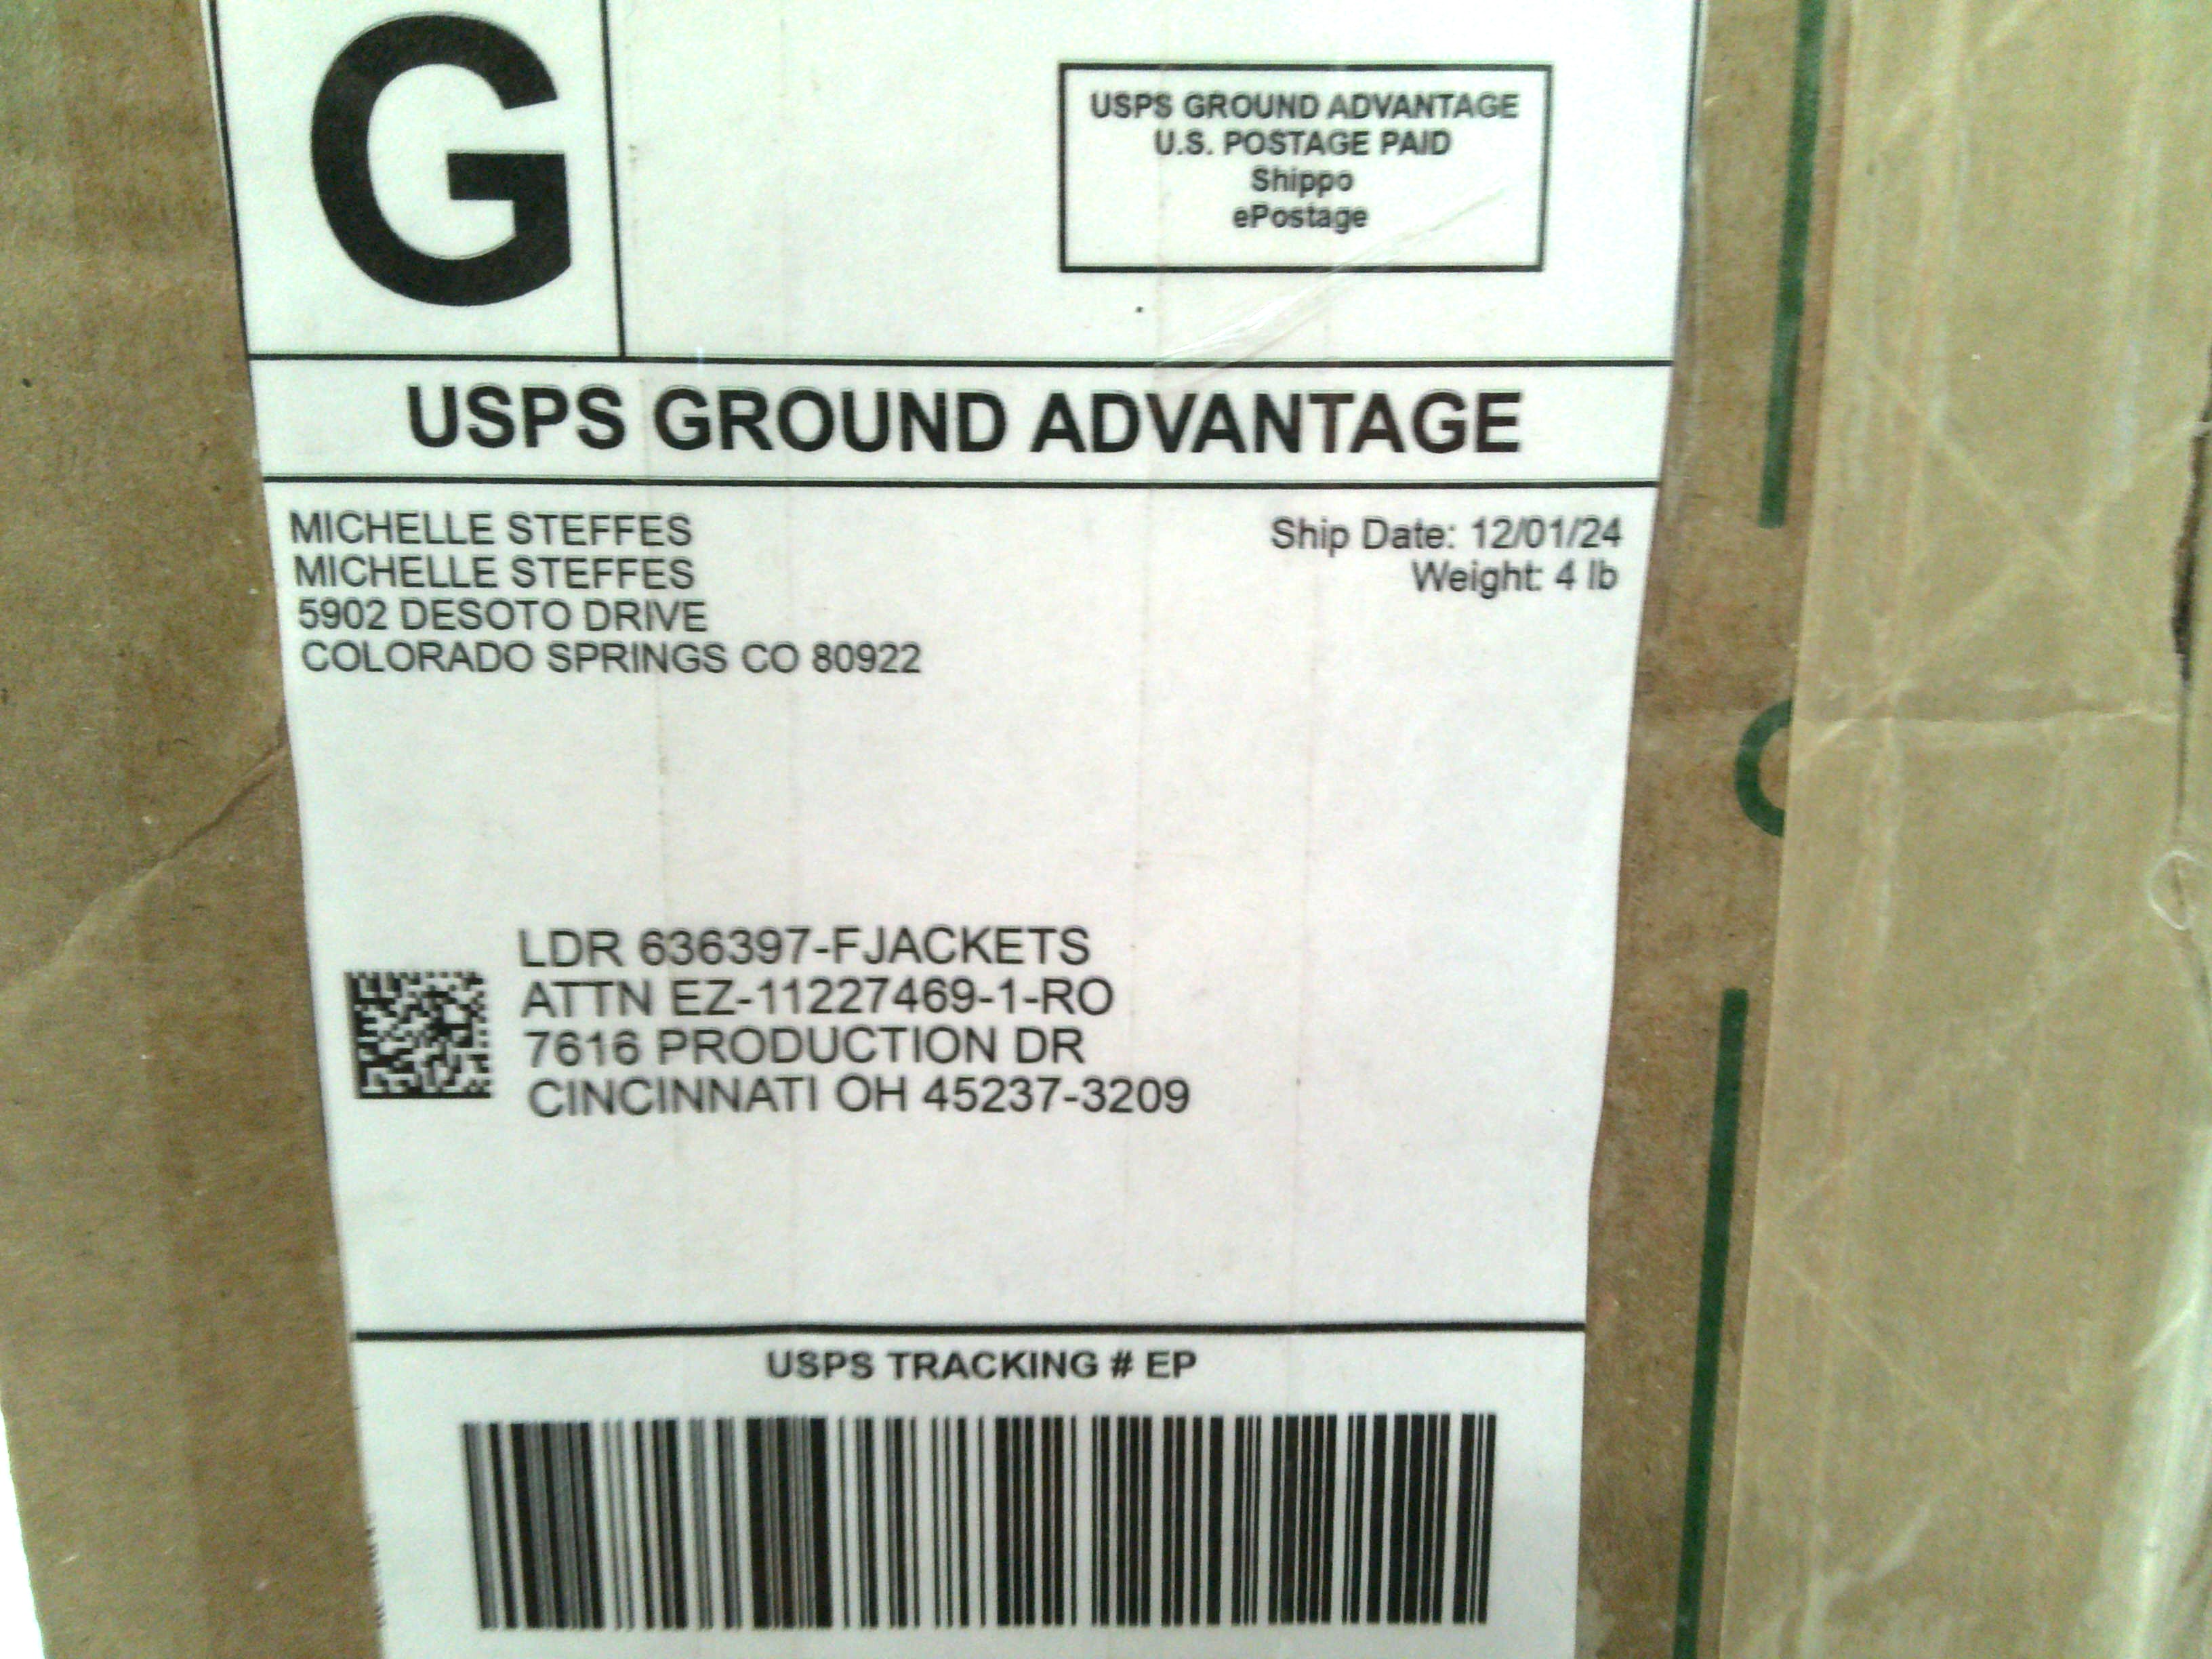 G
USPS GROUND ADVANTAGE
U.S. POSTAGE PAID
Shippo
ePostage
USPS GROUND ADVANTAGE
MICHELLE STEFFES
MICHELLE STEFFES
5902 DESOTO DRIVE
COLORADO SPRINGS CO 80922
Ship Date: 12/01/24
Weight: 4 lb
LDR 636397-FJACKETS
ATTN EZ-11227469-1-RO
7616 PRODUCTION DR
CINCINNATI OH 45237-3209
USPS TRACKING # EP